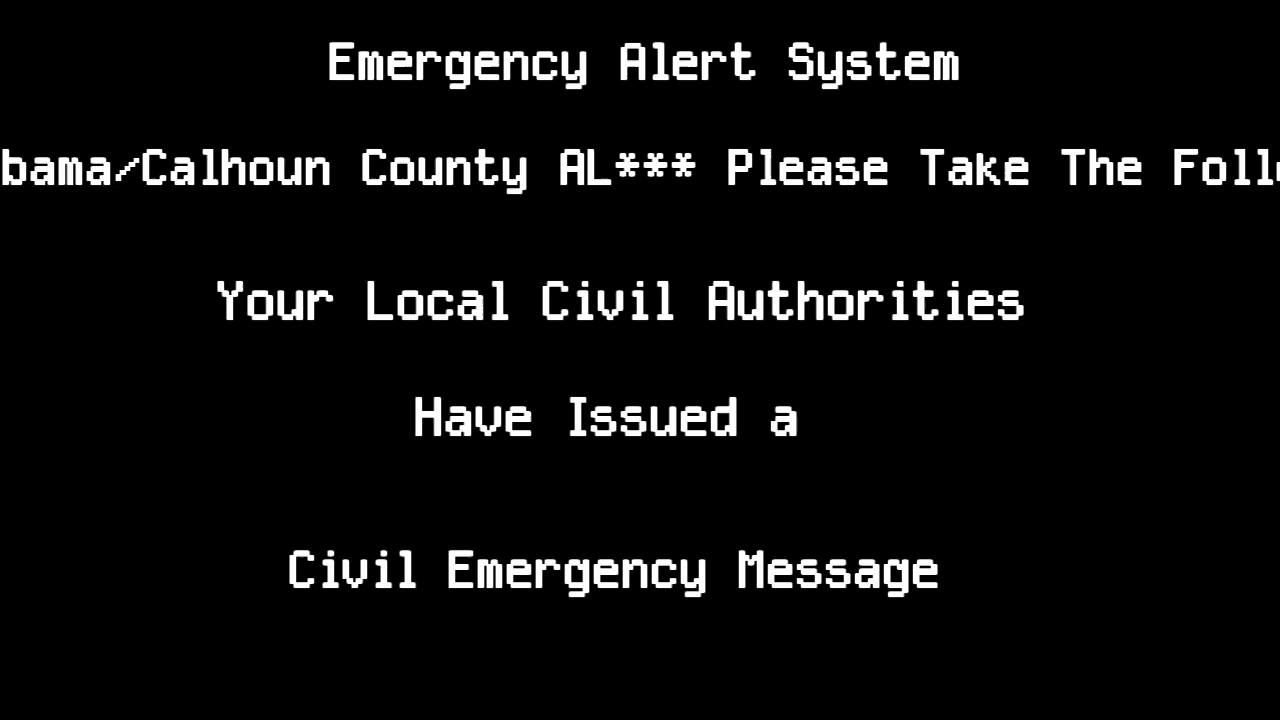 Emergency Alert System
bama/Calhoun County AL*** Please Take The Foll
Your Local Civil Authorities
Have Issued a
Civil Emergency Message